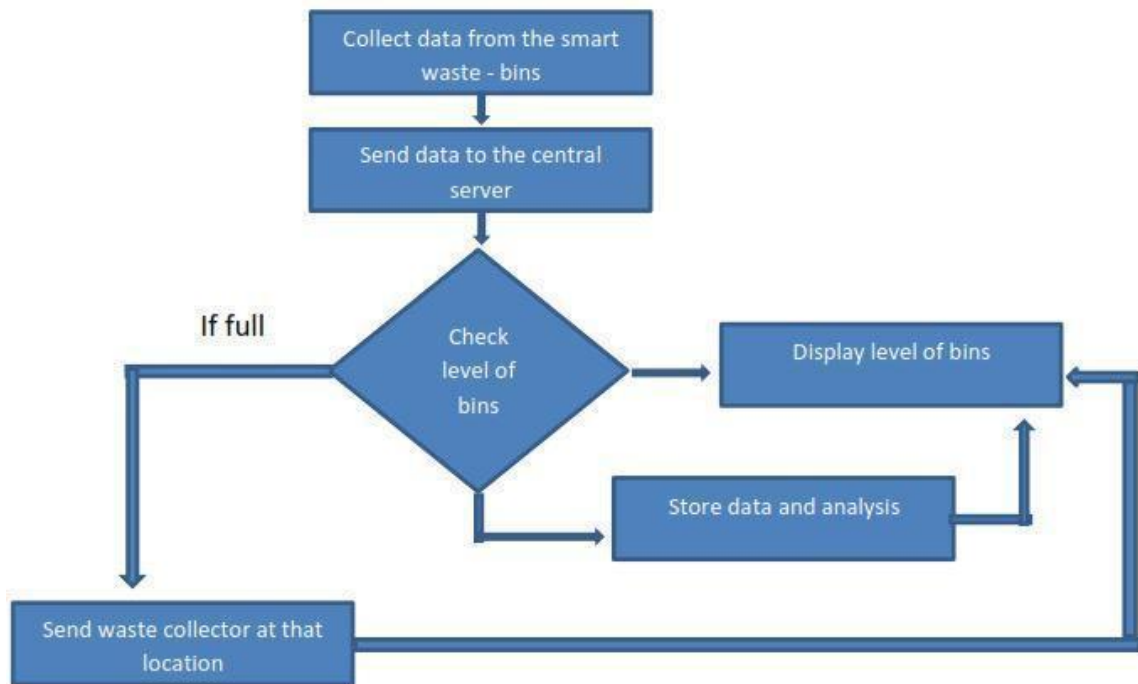 Collect data from the smart
waste - bins
Send data to the central
server
If full
Check
level of
bins
Display level of bins
Store data and analysis
Send waste collector at that
location